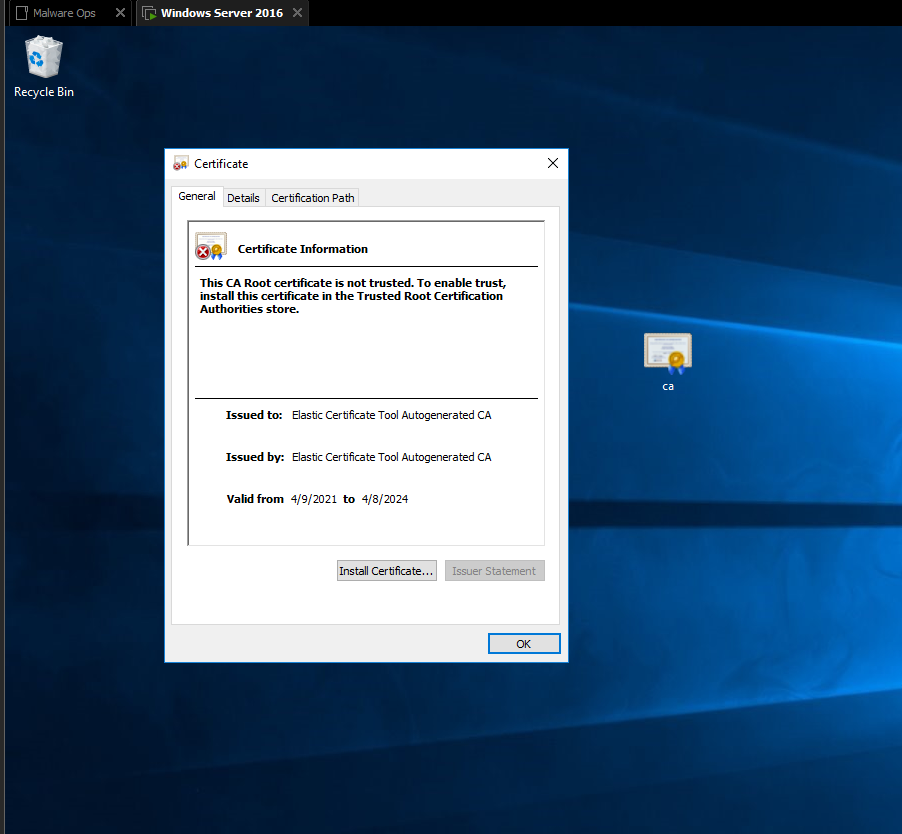 Malware Ops
Windows Server 2016
Recycle Bin
Certificate
General Details Certification Path
Certificate Information
This CA Root certificate is not trusted. To enable trust,
install this certificate in the Trusted Root Certification
Authorities store.
ca
Issued to: Elastic Certificate Tool Autogenerated CA
Issued by: Elastic Certificate Tool Autogenerated CA
Valid from 4/9/2021 to 4/8/2024
Install Certificate... Issuer Statement
OK